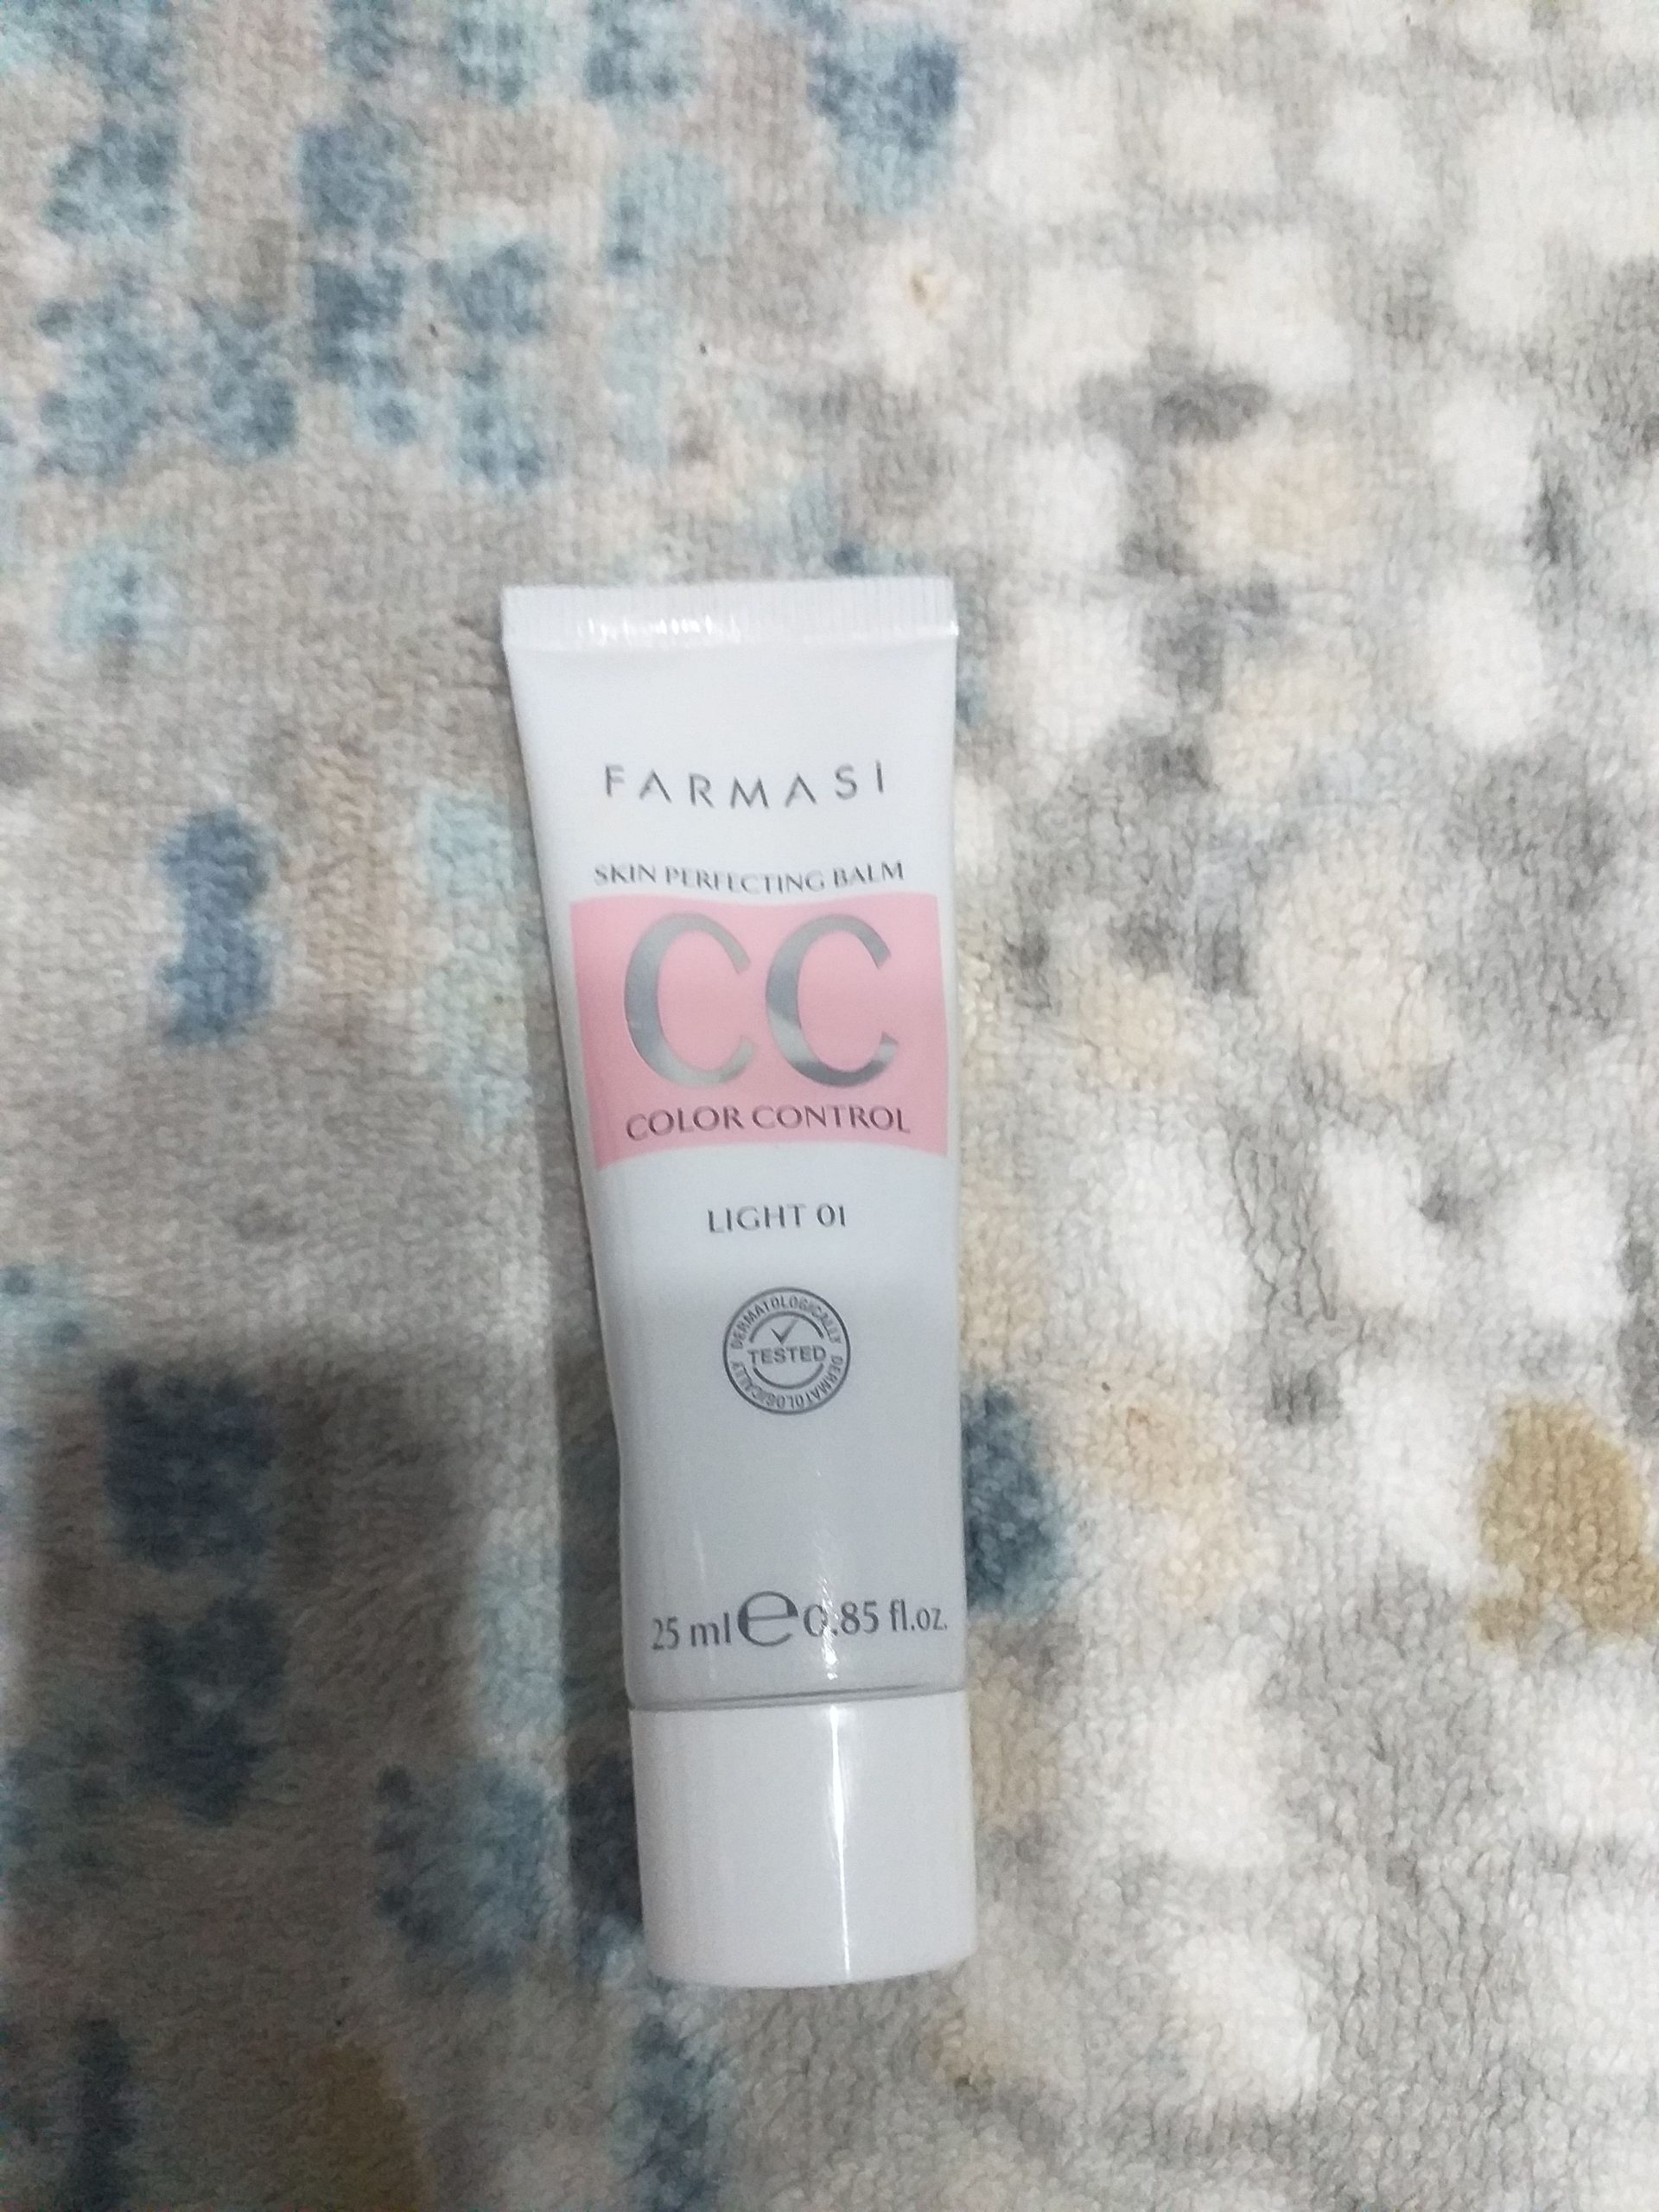 FARMASİ
SKIN PERFECTING BALM
CC
COLOR CONTROL
LIGHT 01
DERMATOLOGICALLY
TESTED
DERMATOLOGICALLY
25 ml e 0.85 fl.oz.